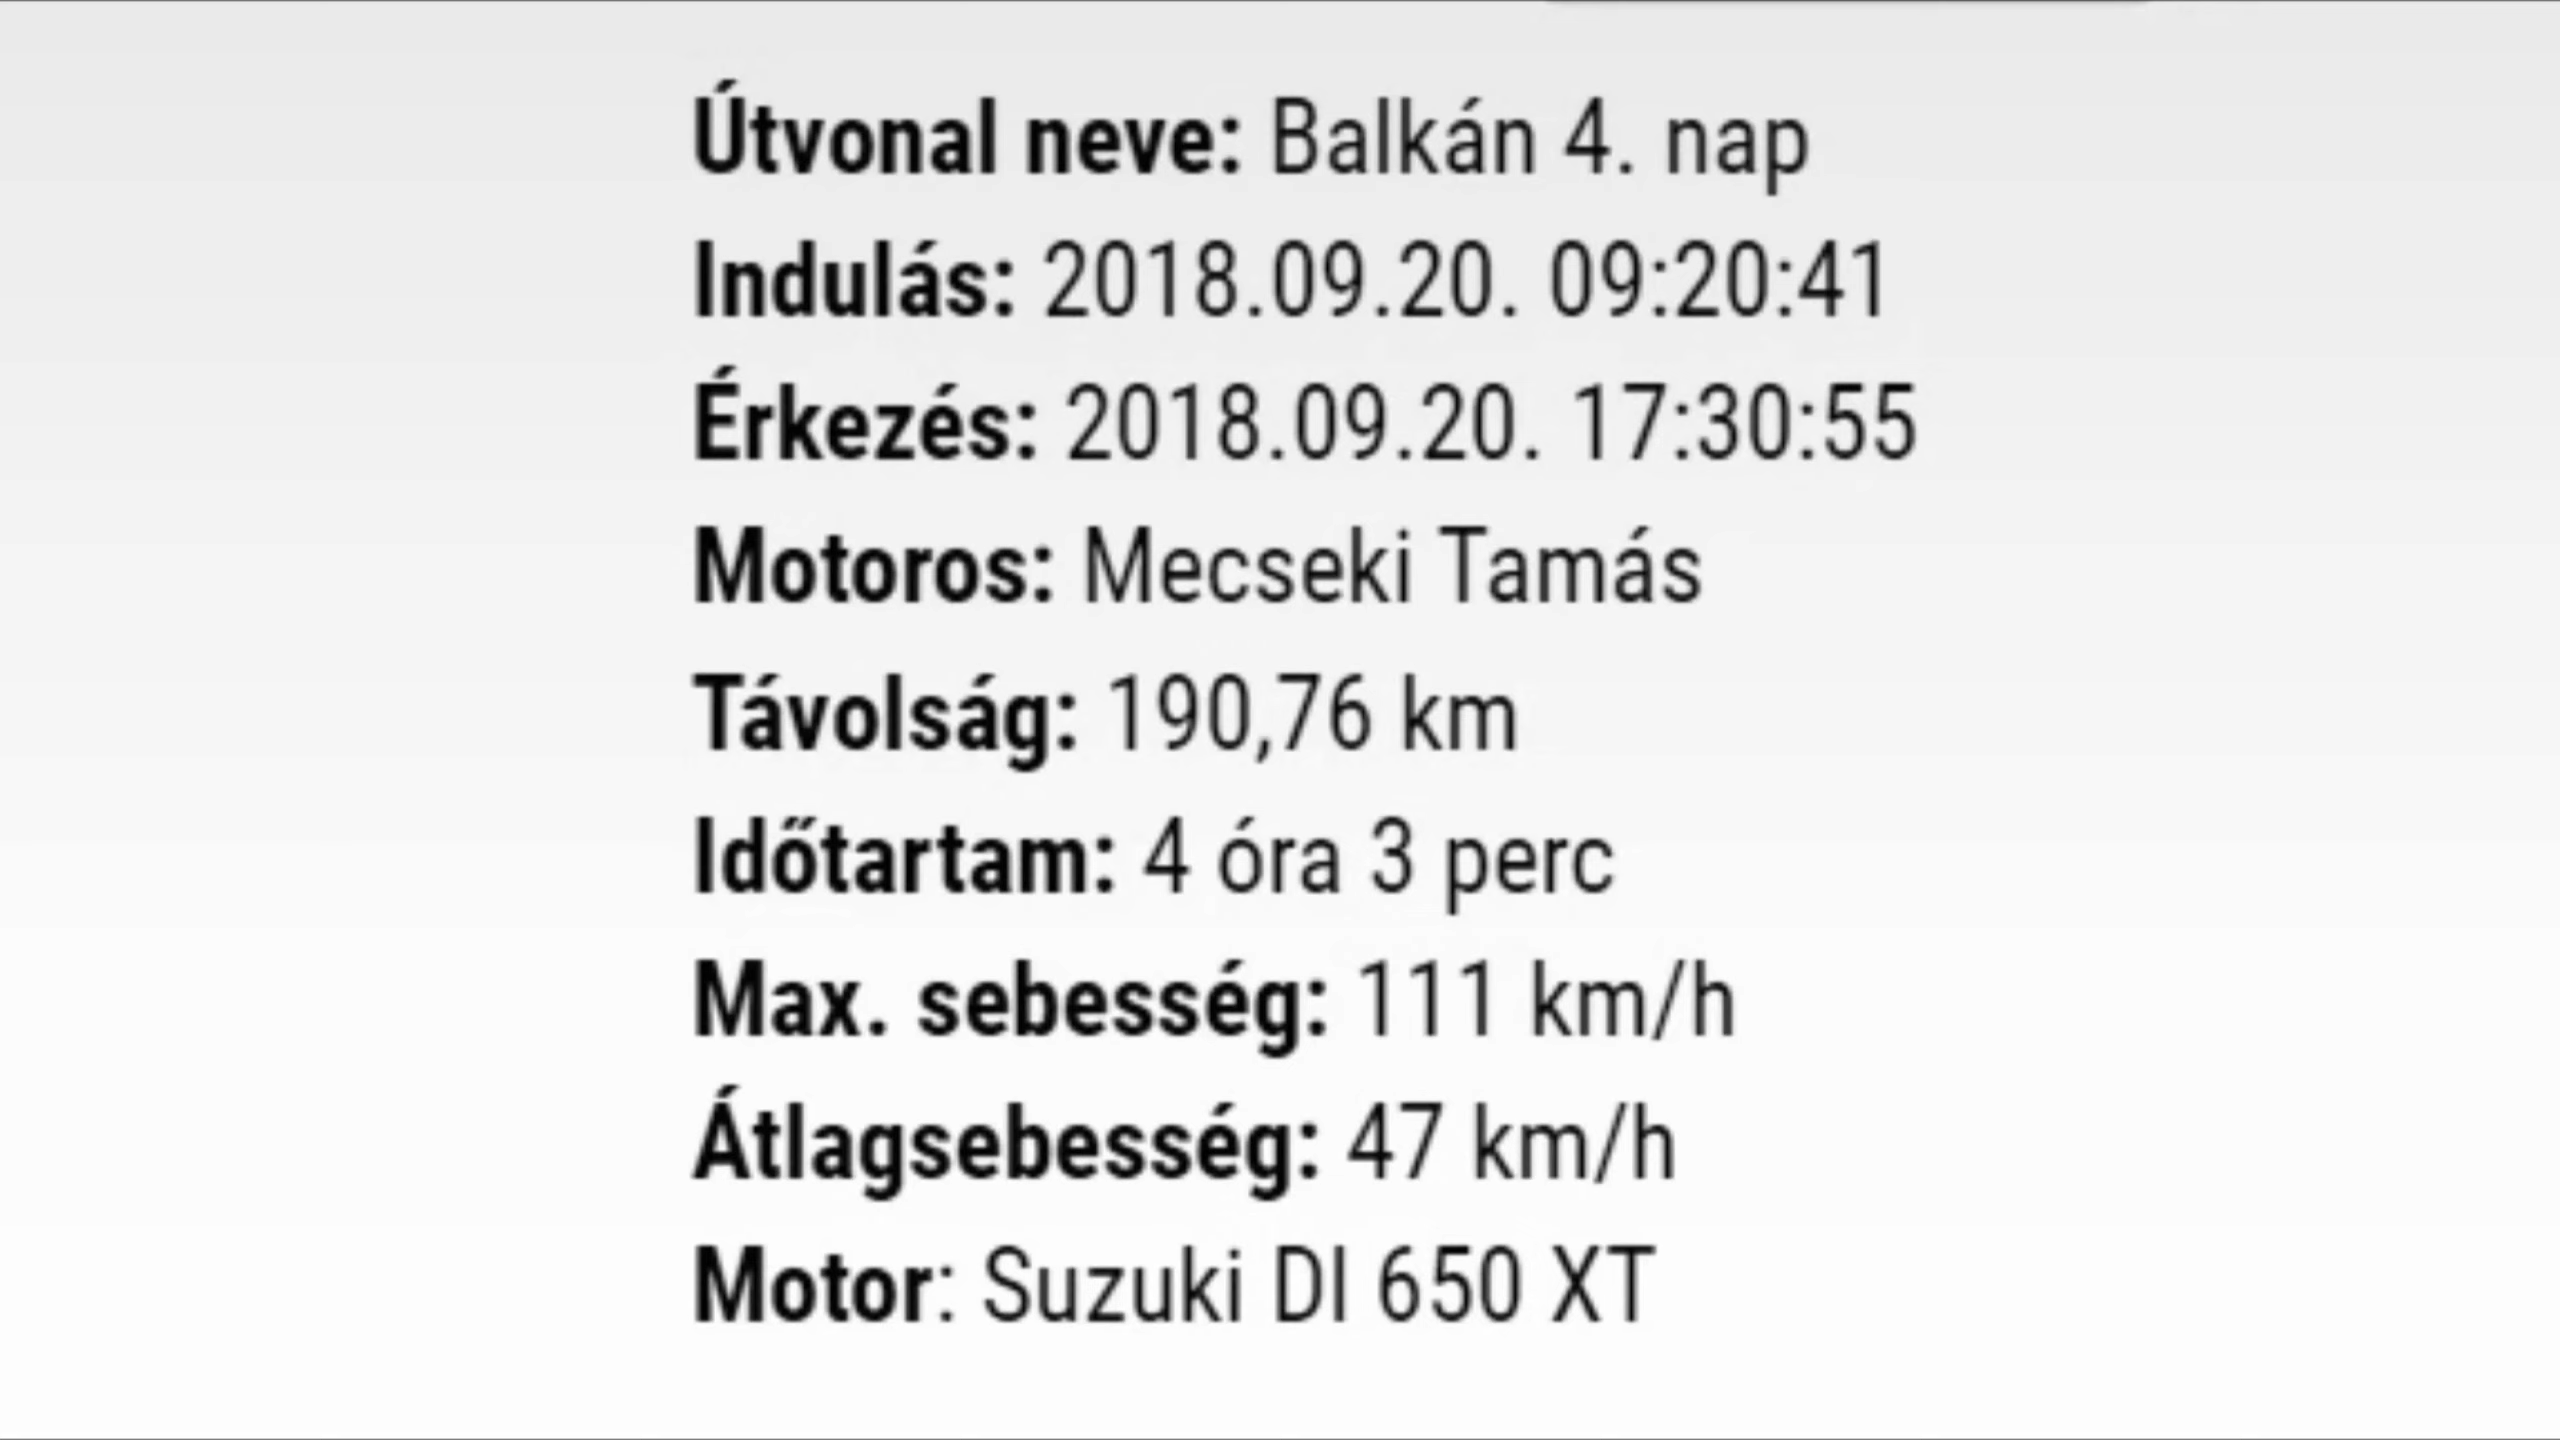 Útvonal neve: Balkán 4. nap
Indulás: 2018.09.20. 09:20:41
Érkezés: 2018.09.20. 17:30:55
Motoros: Mecseki Tamás
Távolság: 190,76 km
Időtartam: 4 óra 3 perc
Max. sebesség: 111 km/h
Átlagsebesség: 47 km/h
Motor: Suzuki Dl 650 XT